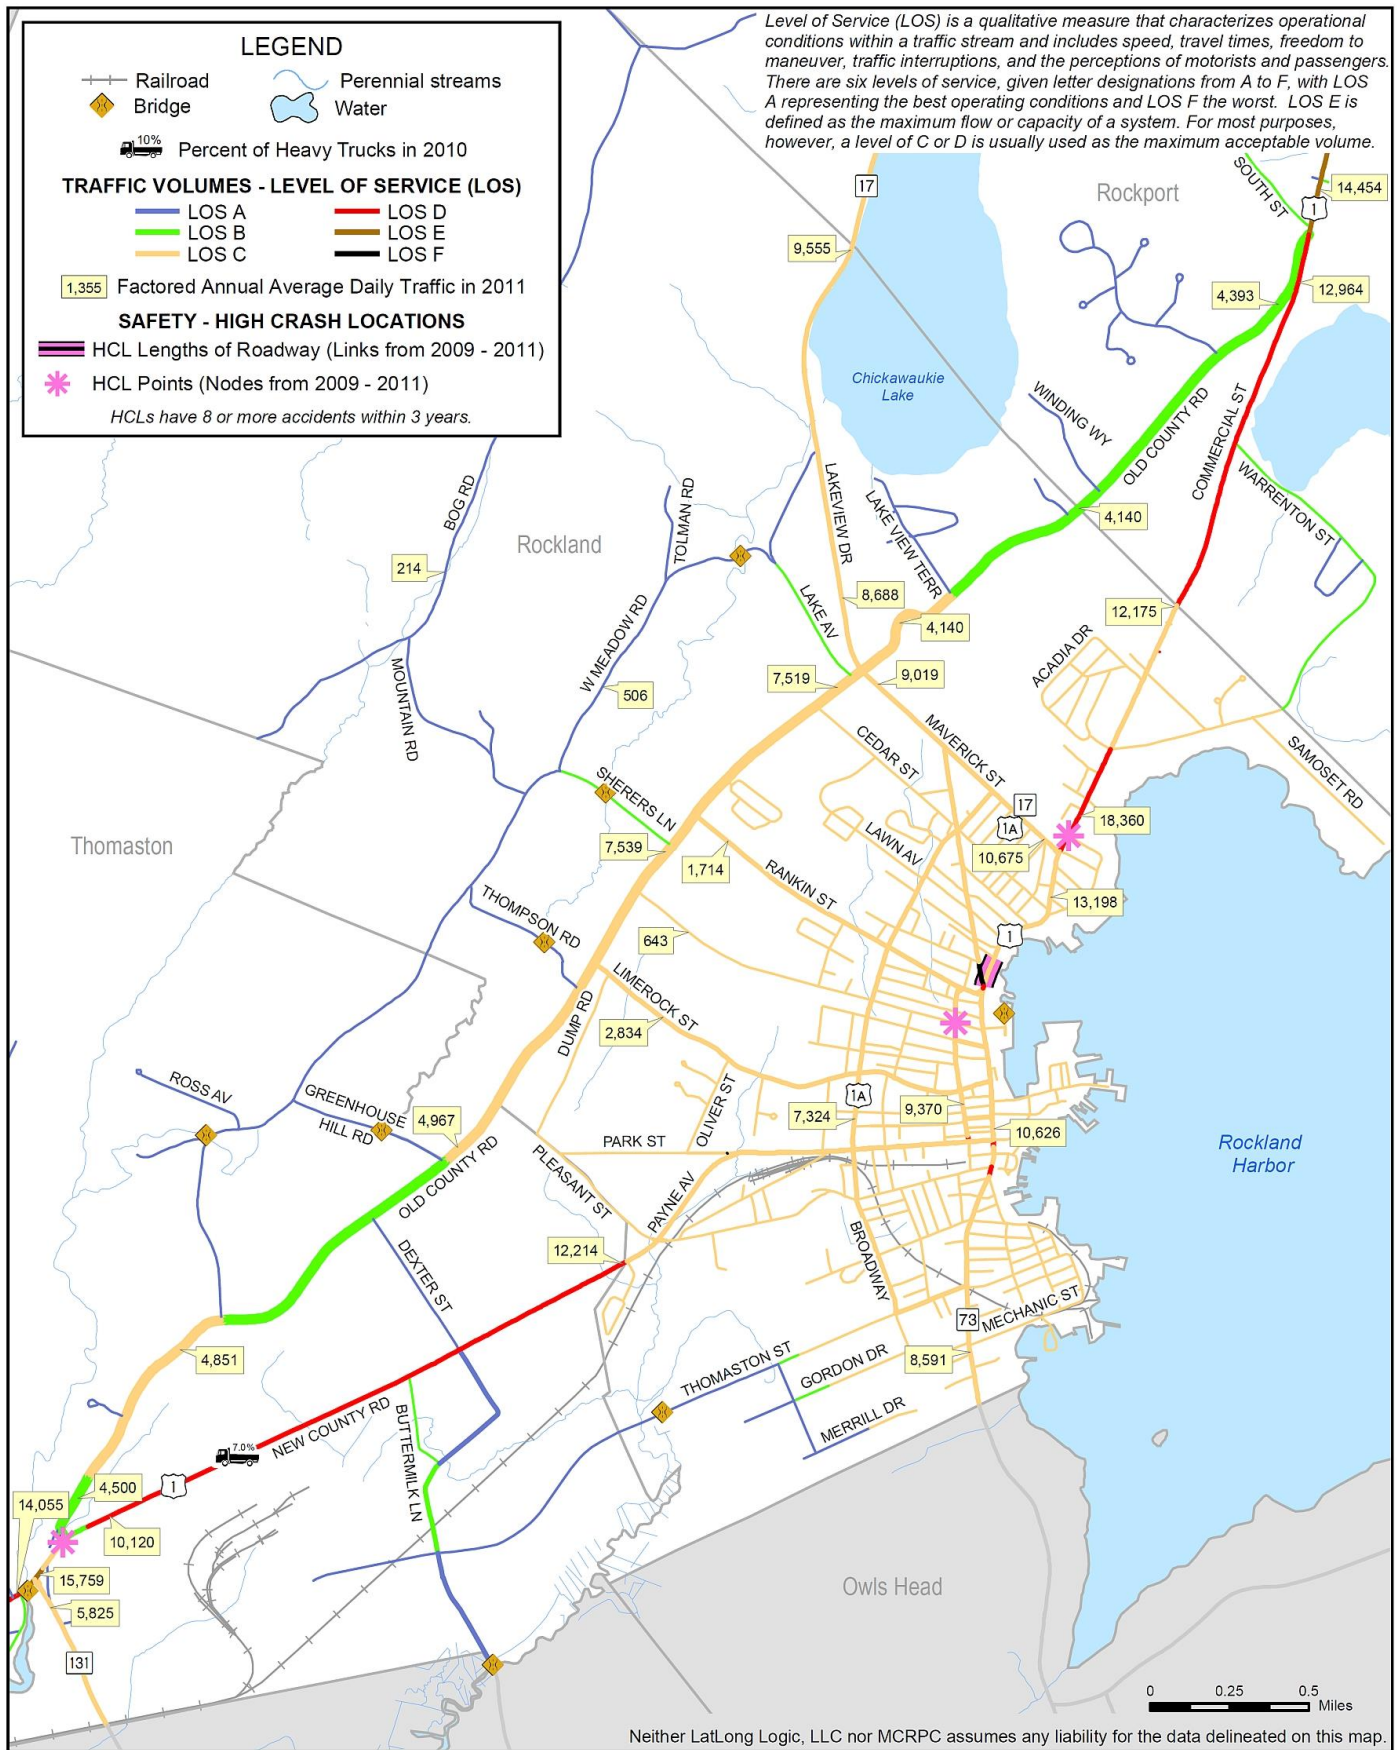 LEGEND
Railroad
Perennial streams
Bridge
Water
10%
Percent of Heavy Trucks in 2010
TRAFFIC VOLUMES - LEVEL OF SERVICE (LOS)
LOS A
LOS D
LOS B
LOS E
LOS C
LOS F
1,355
Factored Annual Average Daily Traffic in 2011
SAFETY - HIGH CRASH LOCATIONS
HCL Lengths of Roadway (Links from 2009 - 2011)
HCL Points (Nodes from 2009 - 2011)
HCLs have 8 or more accidents within 3 years.
Level of Service (LOS) is a qualitative measure that characterizes operational
conditions within a traffic stream and includes speed, travel times, freedom to
maneuver, traffic interruptions, and the perceptions of motorists and passengers.
There are six levels of service, given letter designations from A to F, with LOS
A representing the best operating conditions and LOS F the worst. LOS E is
defined as the maximum flow or capacity of a system. For most purposes,
however, a level of C or D is usually used as the maximum acceptable volume.
17
Rockport
SOUTH ST
14,454
1
9,555
4,393
12,964
Chickawaukie
Lake
WINDING WY
OLD COUNTY RD
COMMERCIAL ST
WARRENTON ST
BOG RD
TOLMAN RD
LAKEVIEW DR
LAKE VIEW TERR
4,140
Rockland
214
8,688
LAKE AV
W MEADOW RD
4,140
12,175
ACADIA DR
MOUNTAIN RD
506
7,519
9,019
CEDAR ST
MAVERICK ST
SAMOSET RD
SHERERS LN
17
1A
18,360
Thomaston
7,539
1,714
LAWN AV
10,675
RANKIN ST
13,198
THOMPSON RD
643
1
LIMEROCK ST
DUMP RD
2,834
ROSS AV
GREENHOUSE
HILL RD
4,967
OLIVER ST
1A
7,324
9,370
10,626
OLD COUNTY RD
PARK ST
PLEASANT ST
PAYNE AV
Rockland
Harbor
12,214
DEXTER ST
BROADWAY
73
MECHANIC ST
4,851
THOMASTON ST
GORDON DR
8,591
NEW COUNTY RD
BUTTERMILK LN
MERRILL DR
7.0%
1
4,500
14,055
10,120
15,759
5,825
131
Owls Head
0
0.25
0.5
Miles
Neither LatLong Logic, LLC nor MCRPC assumes any liability for the data delineated on this map.